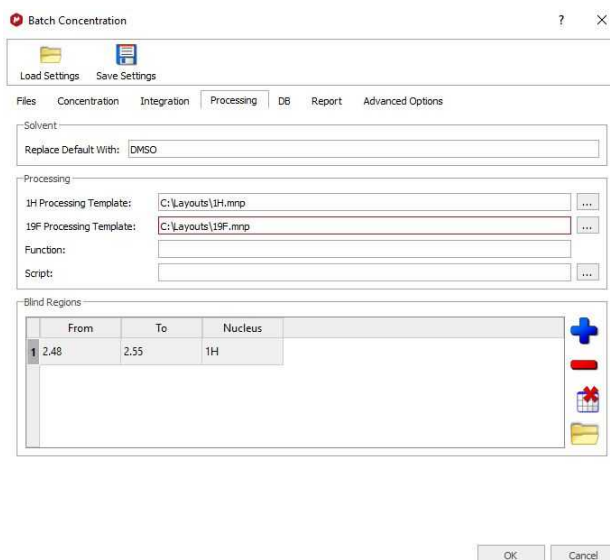 Batch Concentration ? X
Load Settings Save Settings
Files Concentration Integration Processing DB Report Advanced Options
Solvent
Replace Default With: DMSO
Processing
1H Processing Template: C:\Layouts\1H.mnp ...
19F Processing Template: C:\Layouts\19F.mnp ...
Function:
Script: ...
Blind Regions
From To Nucleus
1 2.48 2.55 1H
OK Cancel